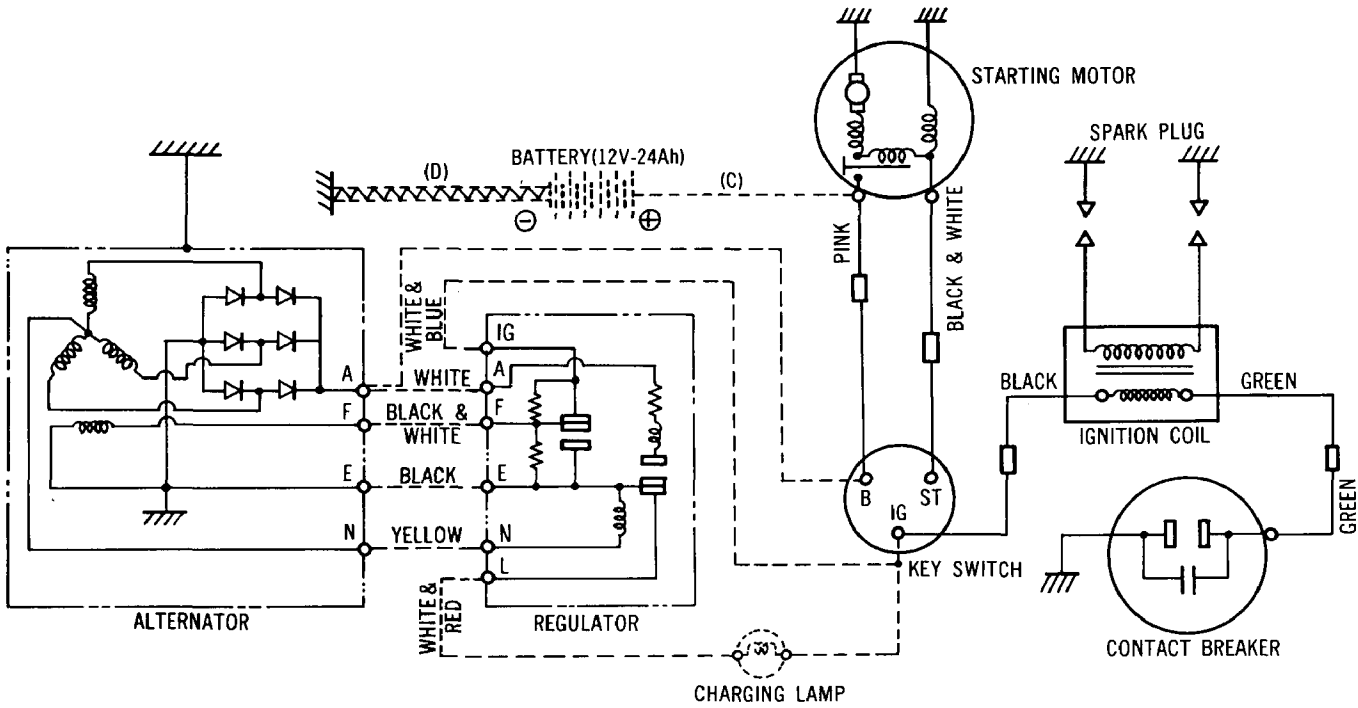 STARTING MOTOR
SPARK PLUG
BATTERY(12V-24Ah)
(D)
(C)
⊖
⊕
PINK
BLACK & WHITE
WHITE &
BLUE
IG
A
WHITE
A
F
BLACK &
WHITE
F
E
BLACK
E
N
YELLOW
N
L
WHITE &
RED
ALTERNATOR
REGULATOR
B
ST
IG
KEY SWITCH
BLACK
GREEN
IGNITION COIL
GREEN
CONTACT BREAKER
CHARGING LAMP